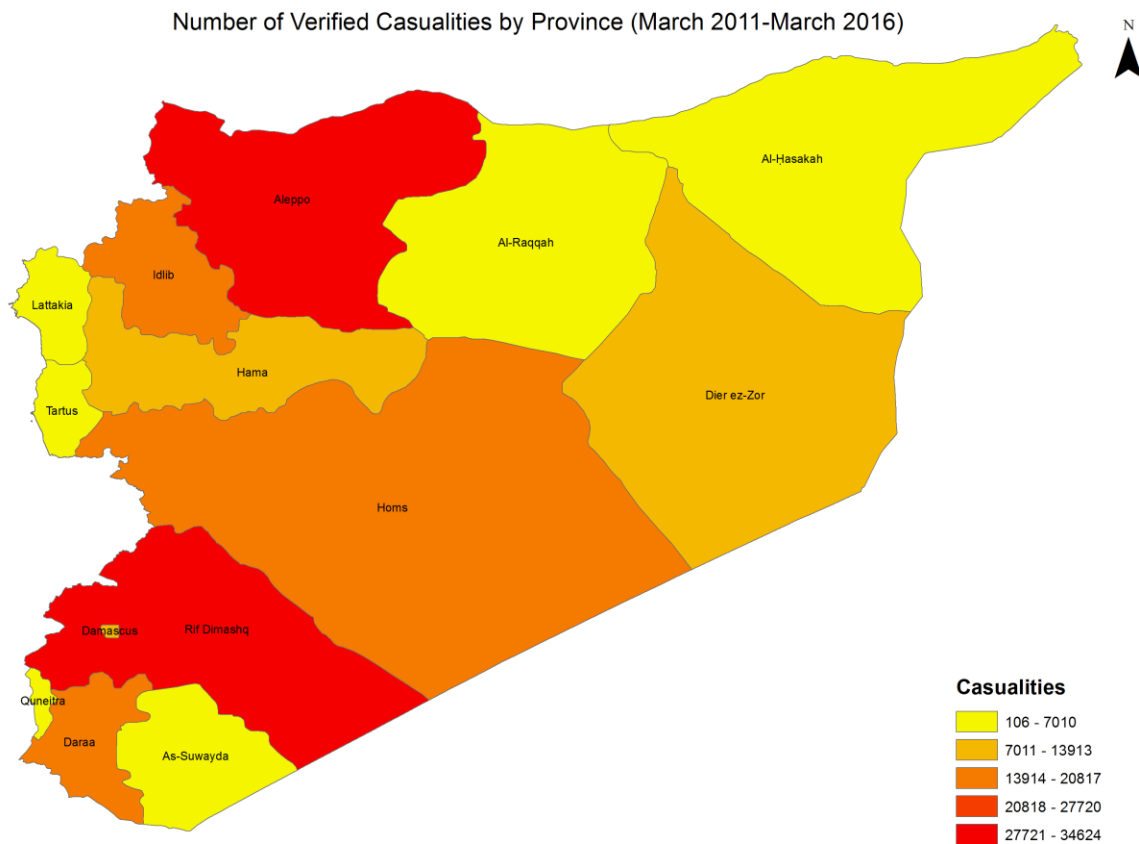 Number of Verified Casualities by Province (March 2011-March 2016)
N
Al-Ḥasakah
Aleppo
Al-Raqqah
Idlib
Lattakia
Hama
Dier ez-Zor
Tartus
Homs
Damascus
Rif Dimashq
Quneitra
Daraa
As-Suwayda
Casualities
106 - 7010
7011 - 13913
13914 - 20817
20818 - 27720
27721 - 34624